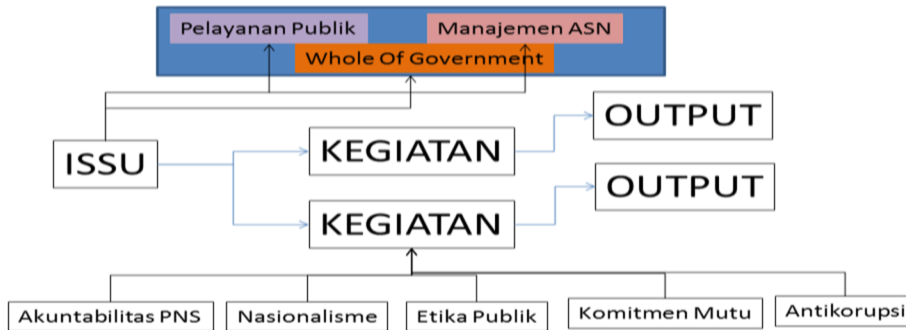 Pelayanan Publik
Manajemen ASN
Whole Of Government
ISSU
KEGIATAN
OUTPUT
KEGIATAN
OUTPUT
Akuntabilitas PNS
Nasionalisme
Etika Publik
Komitmen Mutu
Antikorupsi